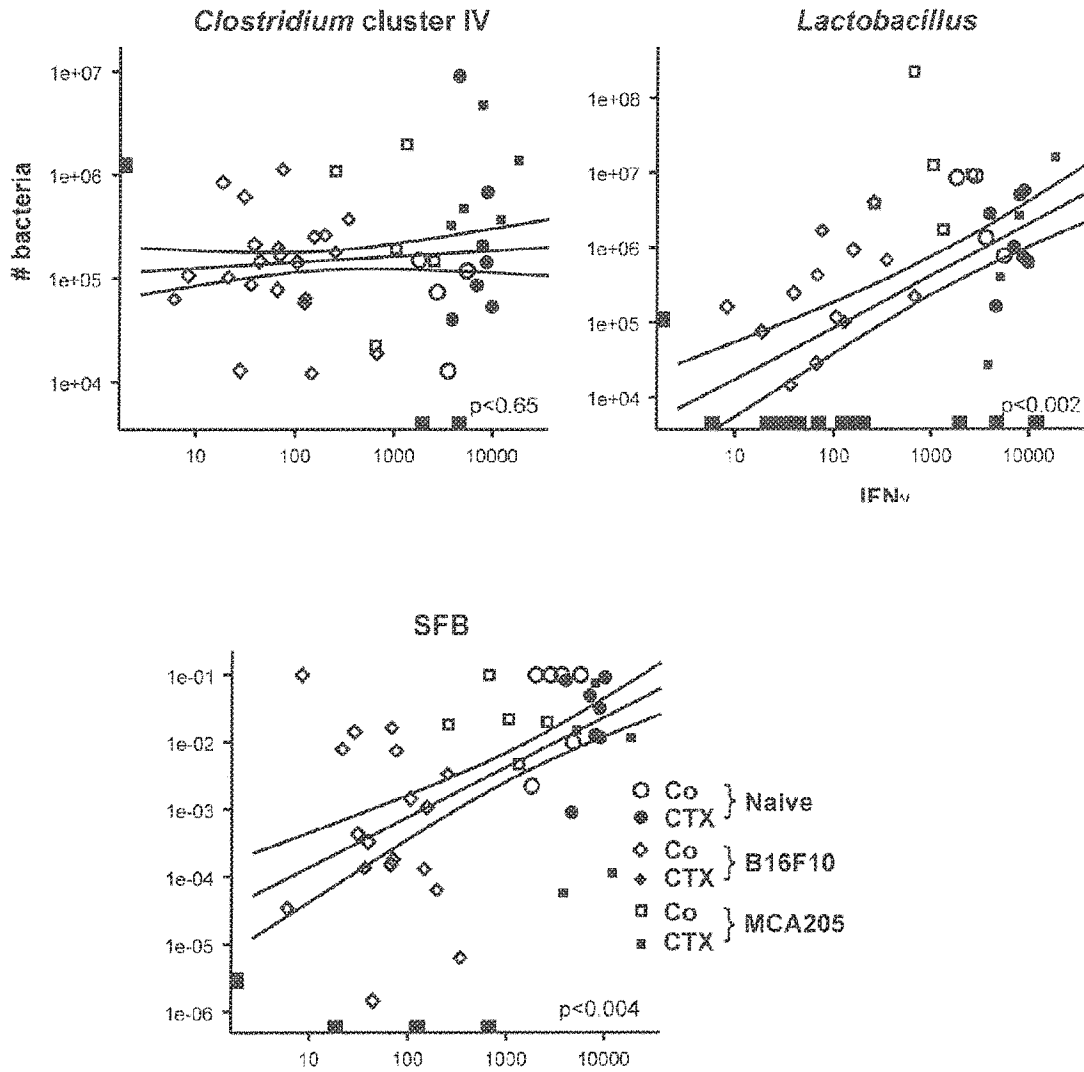 Clostridium cluster IV
Lactobacillus
# bacteria
1e+07
1e+06
1e+05
1e+04
p<0.65
10 100 1000 10000
1e+08
1e+07
1e+06
1e+05
1e+04
p<0.002
10 100 1000 10000
IFNγ
SFB
1e-01
1e-02
1e-03
1e-04
1e-05
1e-06
Co
CTX
} Naive
Co
CTX
} B16F10
Co
CTX
} MCA205
p<0.004
10 100 1000 10000